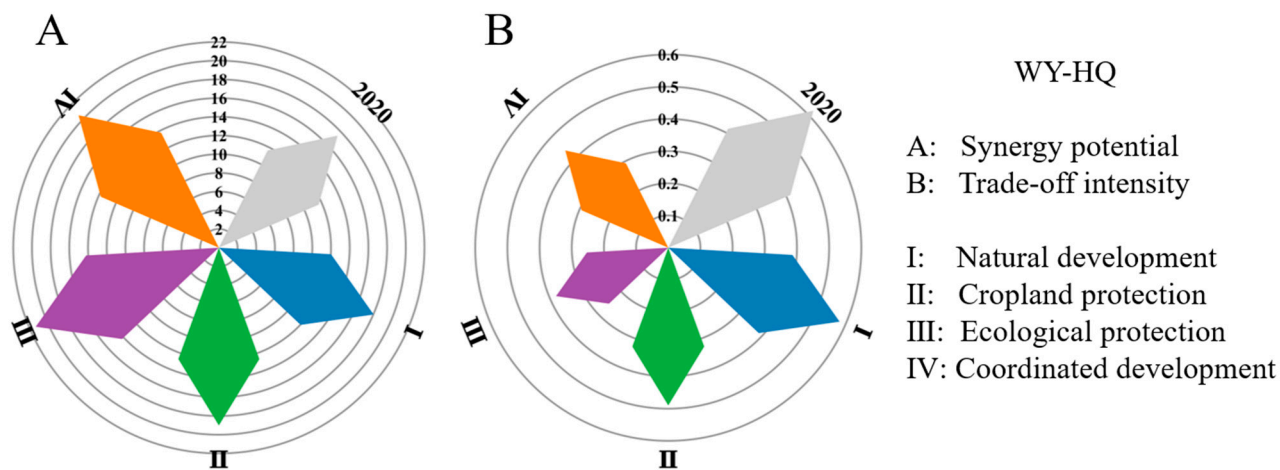 A
22
20
18
16
14
12
10
8
6
4
2
2020
I
II
III
IV
B
0.6
0.5
0.4
0.3
0.2
0.1
2020
I
II
III
IV
WY-HQ
A: Synergy potential
B: Trade-off intensity
I: Natural development
II: Cropland protection
III: Ecological protection
IV: Coordinated development